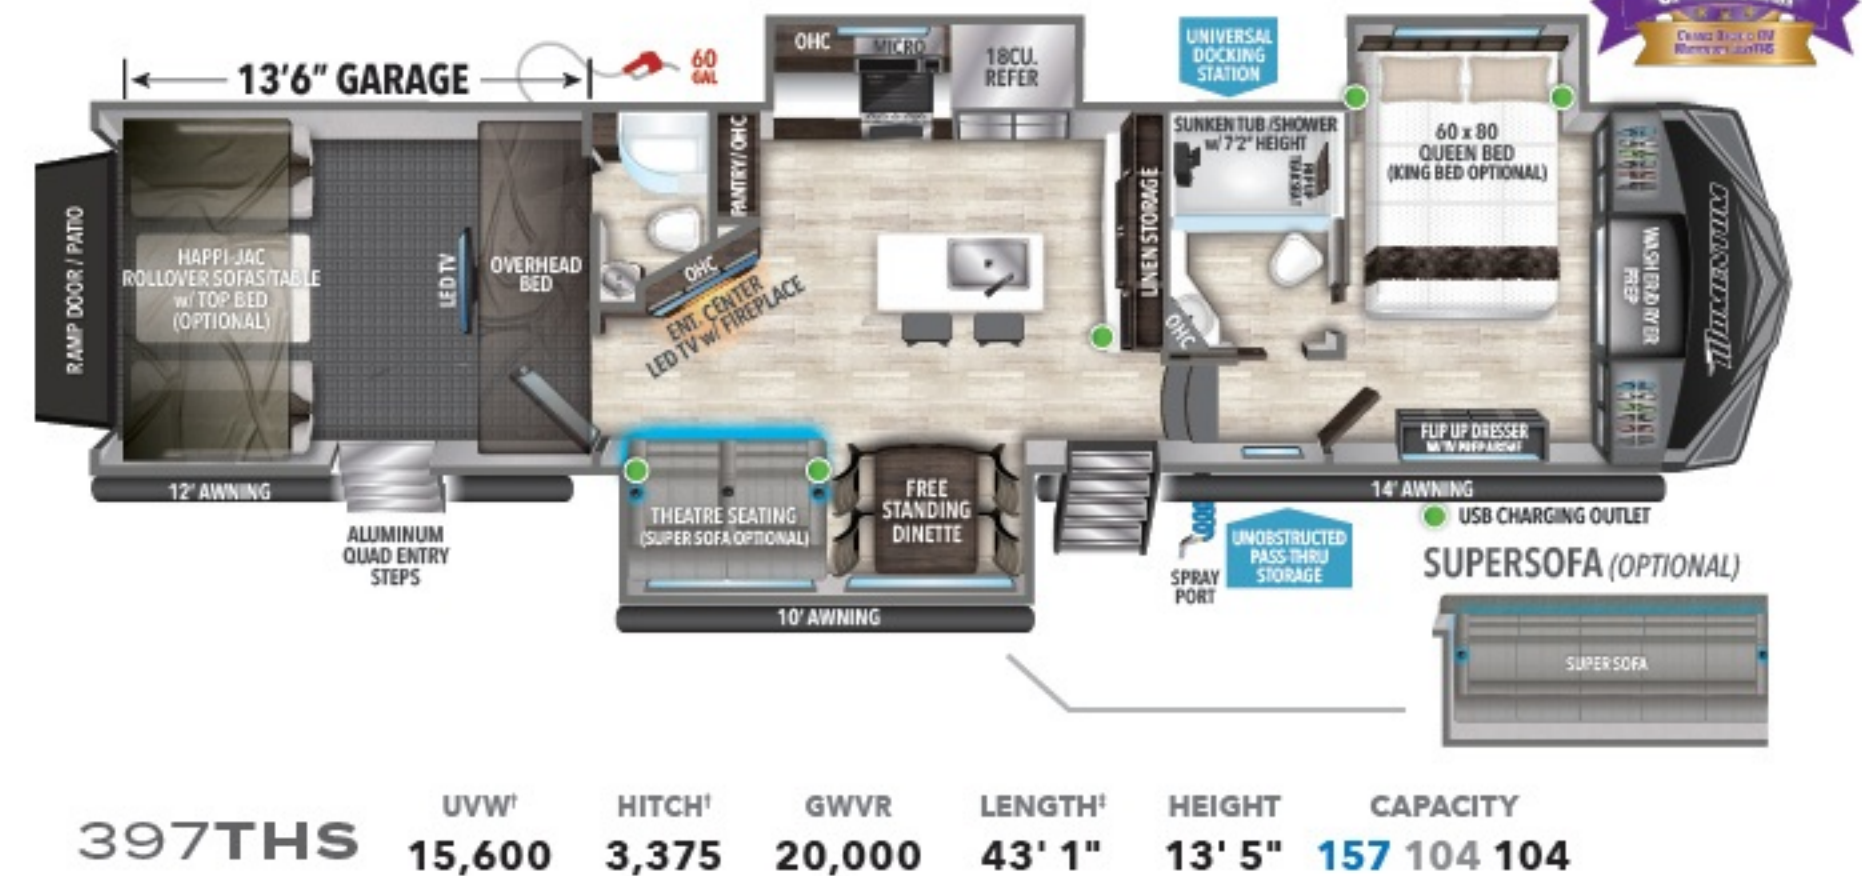 13'6" GARAGE
60
GAL
OHC
MICRO
18CU.
REFER
UNIVERSAL
DOCKING
STATION
RAMP DOOR / PATIO
HAPPI-JAC
ROLLOVER SOFAS/TABLE
w/ TOP BED
(OPTIONAL)
LED TV
OVERHEAD
BED
PANTRY/OHC
OHC
ENT. CENTER
LED TV w/ FIREPLACE
LINEN STORAGE
SUNKEN TUB /SHOWER
w/ 7'2" HEIGHT
OHC
60 x 80
QUEEN BED
(KING BED OPTIONAL)
WASHER/DRYER
PREP
MOMENTUM
FLIP UP DRESSER
12' AWNING
ALUMINUM
QUAD ENTRY
STEPS
THEATRE SEATING
(SUPER SOFA OPTIONAL)
FREE
STANDING
DINETTE
10' AWNING
14' AWNING
SPRAY
PORT
UNOBSTRUCTED
PASS-THRU
STORAGE
USB CHARGING OUTLET
SUPERSOFA (OPTIONAL)
SUPER SOFA
397THS
UVW† HITCH† GWVR LENGTH‡ HEIGHT CAPACITY
15,600 3,375 20,000 43' 1" 13' 5" 157 104 104